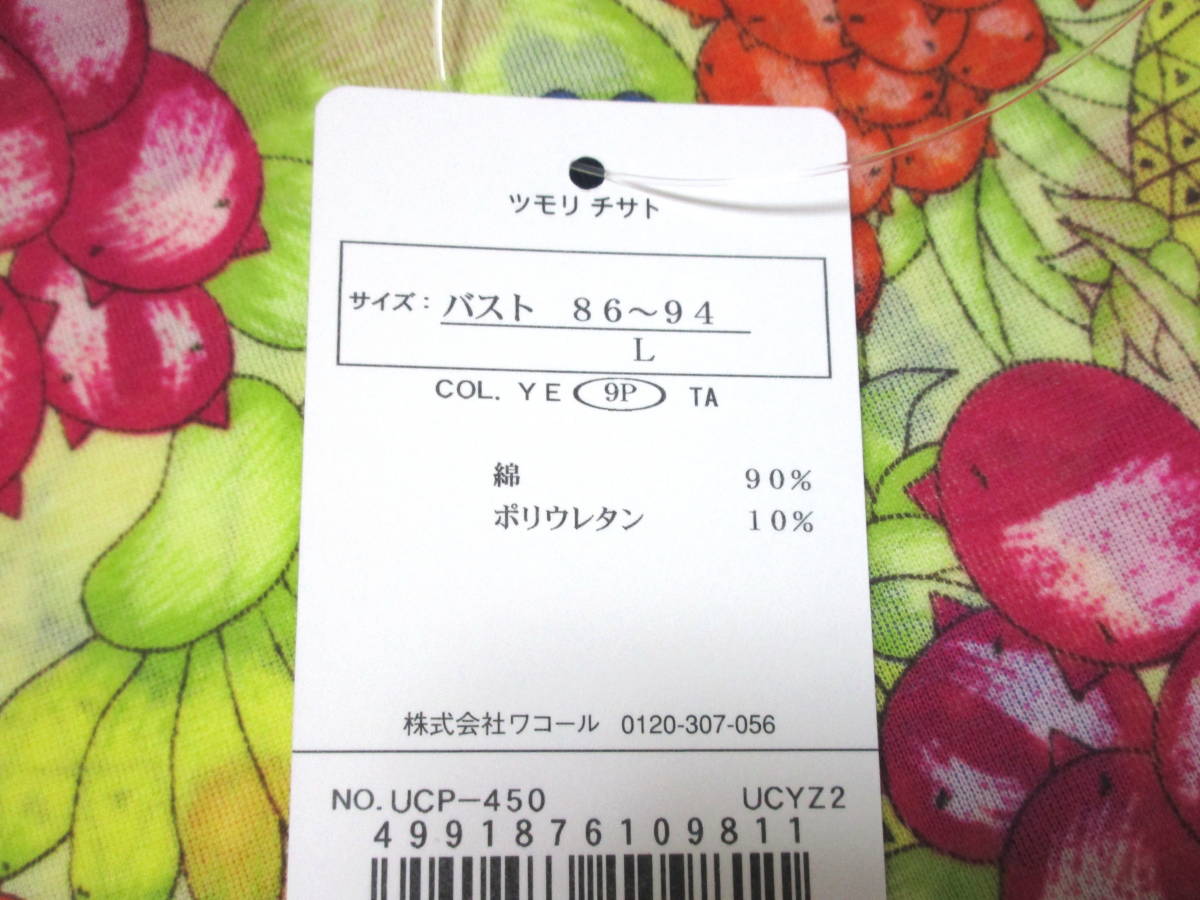 ツモリ チサト
サイズ: バスト 86～94
L
COL. YE 9P TA
綿 90%
ポリウレタン 10%
株式会社ワコール 0120-307-056
NO. UCP-450 UCYZ2
4991876109811